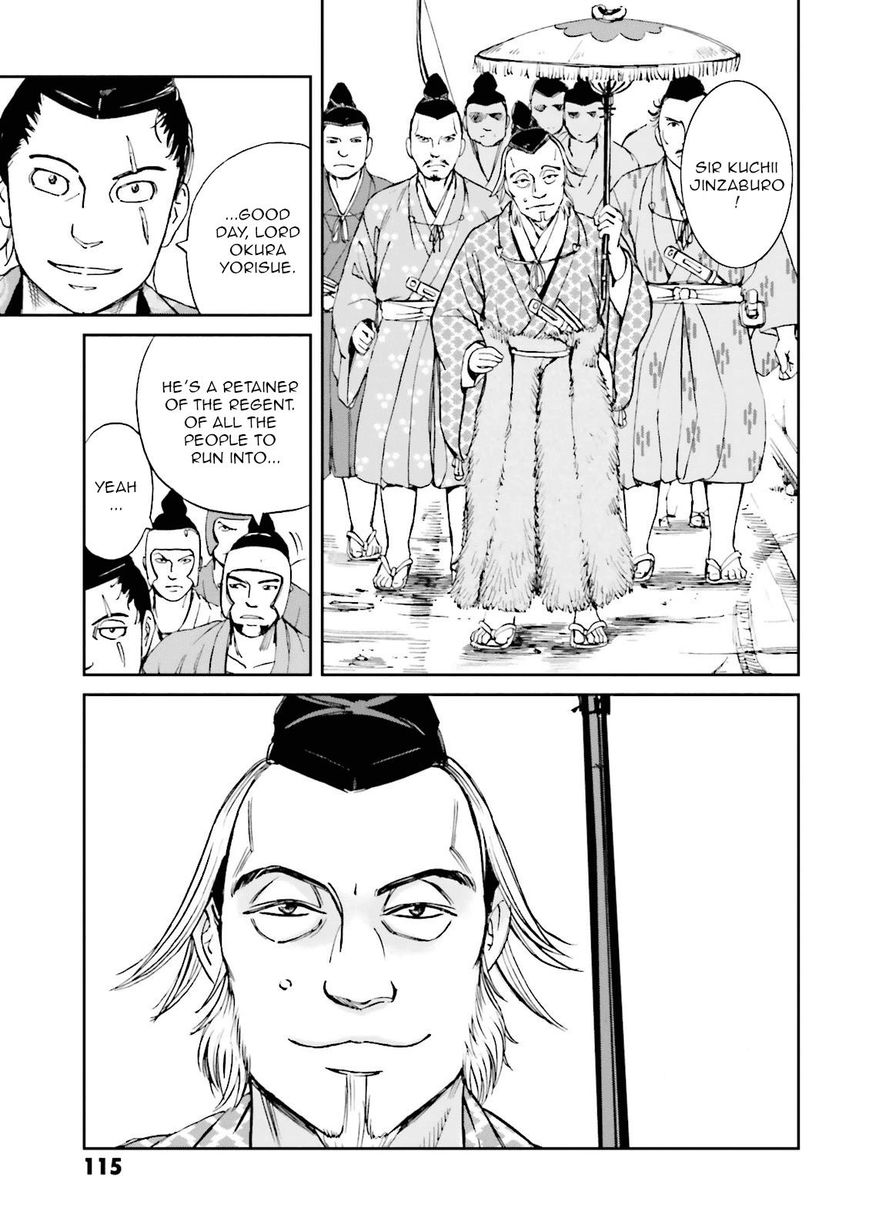 SIR KUCHII
JINZABURO
!
...GOOD
DAY, LORD
OKURA
YORISUE.
HE'S A RETAINER
OF THE REGENT.
OF ALL THE
PEOPLE TO
RUN INTO...
YEAH
...
115